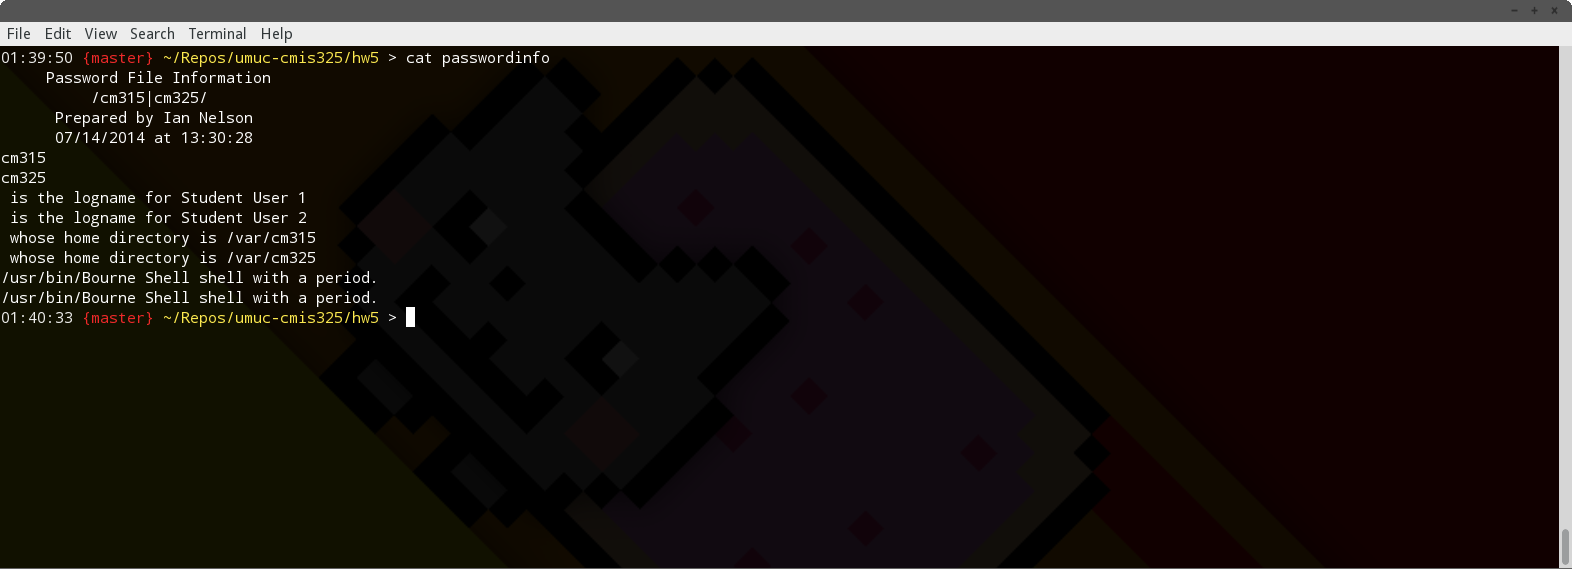 File Edit View Search Terminal Help
01:39:50 {master} ~/Repos/umuc-cmis325/hw5 > cat passwordinfo
     Password File Information
          /cm315|cm325/
      Prepared by Ian Nelson
      07/14/2014 at 13:30:28
cm315
cm325
 is the logname for Student User 1
 is the logname for Student User 2
 whose home directory is /var/cm315
 whose home directory is /var/cm325
/usr/bin/Bourne Shell shell with a period.
/usr/bin/Bourne Shell shell with a period.
01:40:33 {master} ~/Repos/umuc-cmis325/hw5 >